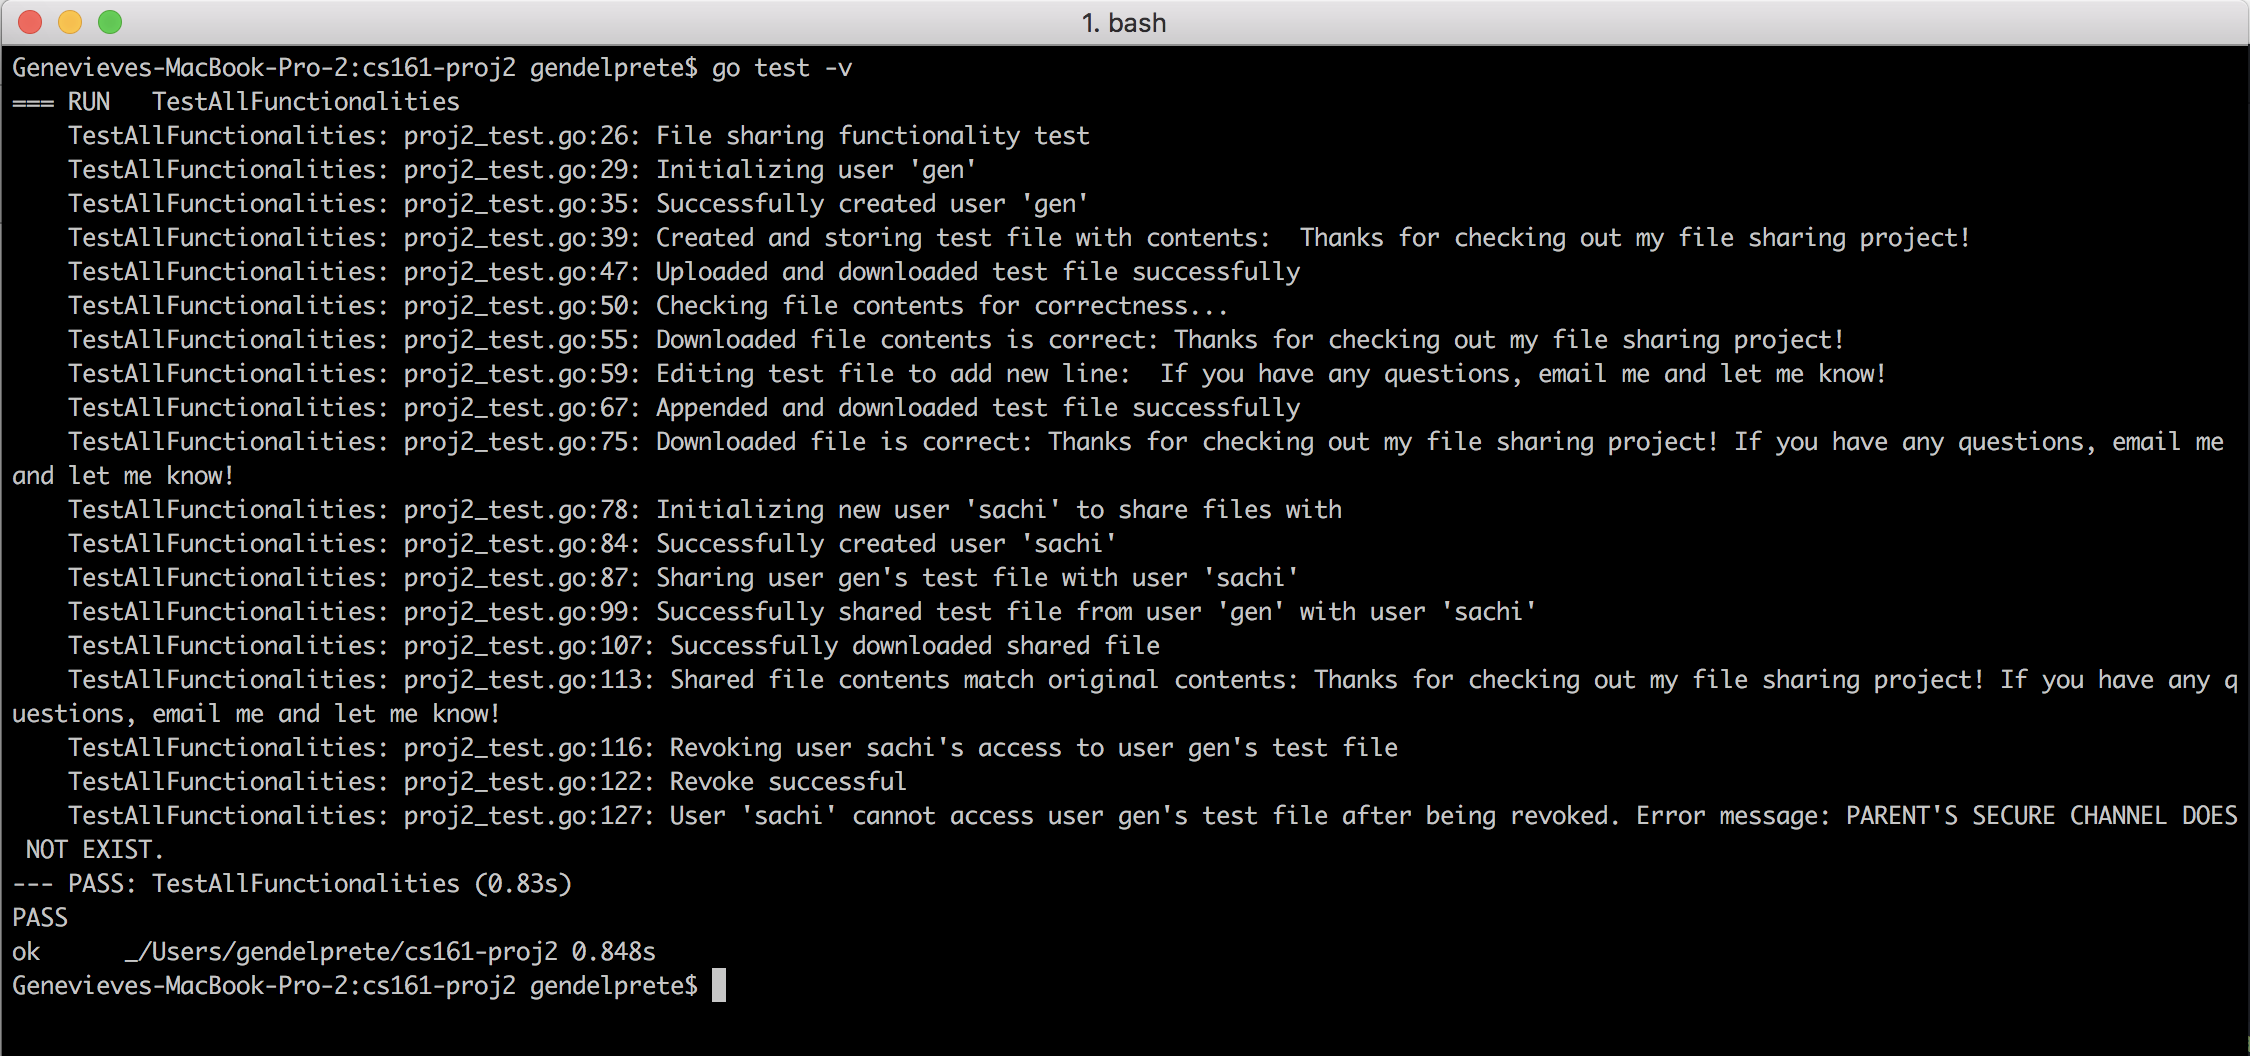 1. bash
Genevieves-MacBook-Pro-2:cs161-proj2 gendelprete$ go test -v
=== RUN   TestAllFunctionalities
    TestAllFunctionalities: proj2_test.go:26: File sharing functionality test
    TestAllFunctionalities: proj2_test.go:29: Initializing user 'gen'
    TestAllFunctionalities: proj2_test.go:35: Successfully created user 'gen'
    TestAllFunctionalities: proj2_test.go:39: Created and storing test file with contents:  Thanks for checking out my file sharing project!
    TestAllFunctionalities: proj2_test.go:47: Uploaded and downloaded test file successfully
    TestAllFunctionalities: proj2_test.go:50: Checking file contents for correctness...
    TestAllFunctionalities: proj2_test.go:55: Downloaded file contents is correct: Thanks for checking out my file sharing project!
    TestAllFunctionalities: proj2_test.go:59: Editing test file to add new line:  If you have any questions, email me and let me know!
    TestAllFunctionalities: proj2_test.go:67: Appended and downloaded test file successfully
    TestAllFunctionalities: proj2_test.go:75: Downloaded file is correct: Thanks for checking out my file sharing project! If you have any questions, email me
and let me know!
    TestAllFunctionalities: proj2_test.go:78: Initializing new user 'sachi' to share files with
    TestAllFunctionalities: proj2_test.go:84: Successfully created user 'sachi'
    TestAllFunctionalities: proj2_test.go:87: Sharing user gen's test file with user 'sachi'
    TestAllFunctionalities: proj2_test.go:99: Successfully shared test file from user 'gen' with user 'sachi'
    TestAllFunctionalities: proj2_test.go:107: Successfully downloaded shared file
    TestAllFunctionalities: proj2_test.go:113: Shared file contents match original contents: Thanks for checking out my file sharing project! If you have any q
uestions, email me and let me know!
    TestAllFunctionalities: proj2_test.go:116: Revoking user sachi's access to user gen's test file
    TestAllFunctionalities: proj2_test.go:122: Revoke successful
    TestAllFunctionalities: proj2_test.go:127: User 'sachi' cannot access user gen's test file after being revoked. Error message: PARENT'S SECURE CHANNEL DOES
 NOT EXIST.
--- PASS: TestAllFunctionalities (0.83s)
PASS
ok      _/Users/gendelprete/cs161-proj2 0.848s
Genevieves-MacBook-Pro-2:cs161-proj2 gendelprete$